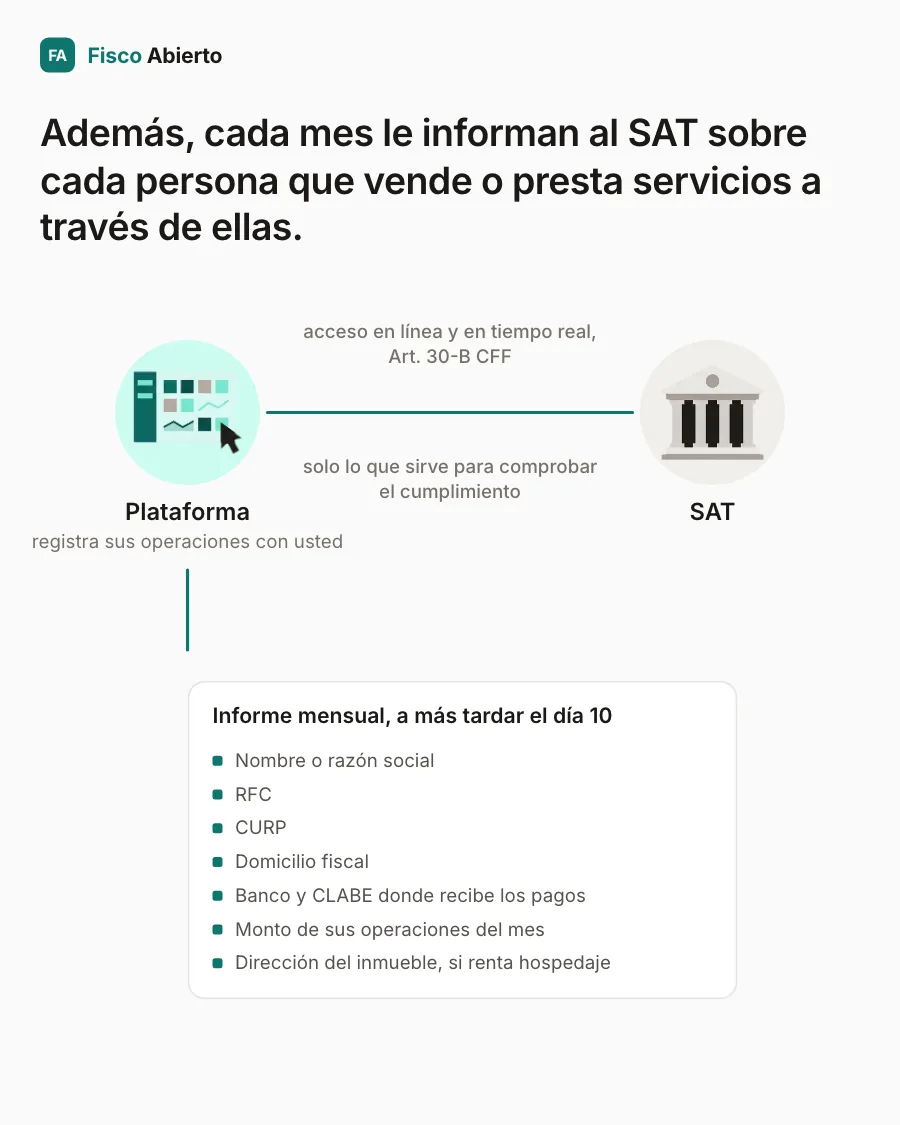 FA
Fisco Abierto
Además, cada mes le informan al SAT sobre
cada persona que vende o presta servicios a
través de ellas.
acceso en línea y en tiempo real,
Art. 30-B CFF
solo lo que sirve para comprobar
el cumplimiento
Plataforma
registra sus operaciones con usted
SAT
Informe mensual, a más tardar el día 10
Nombre o razón social
RFC
CURP
Domicilio fiscal
Banco y CLABE donde recibe los pagos
Monto de sus operaciones del mes
Dirección del inmueble, si renta hospedaje